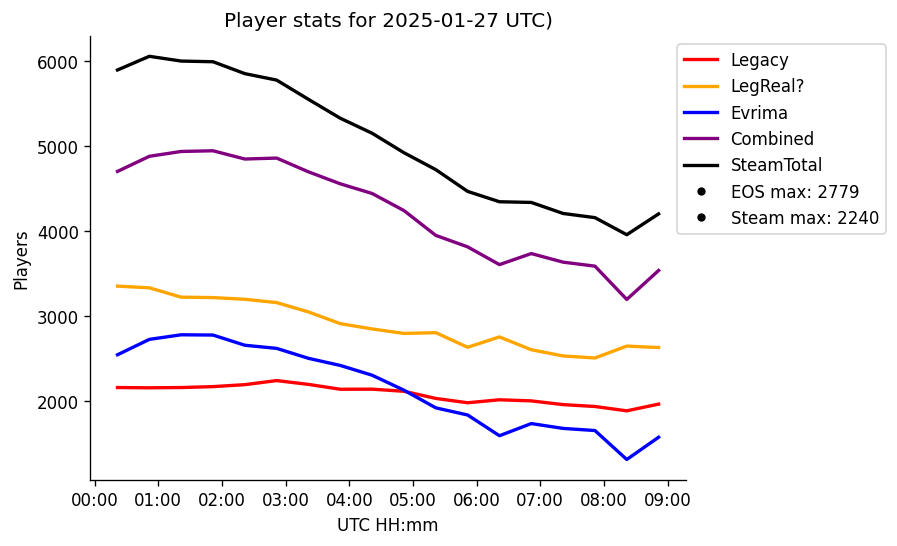 Player stats for 2025-01-27 UTC)
Legacy
LegReal?
Evrima
Combined
SteamTotal
EOS max: 2779
Steam max: 2240
Players
6000
5000
4000
3000
2000
00:00 01:00 02:00 03:00 04:00 05:00 06:00 07:00 08:00 09:00
UTC HH:mm